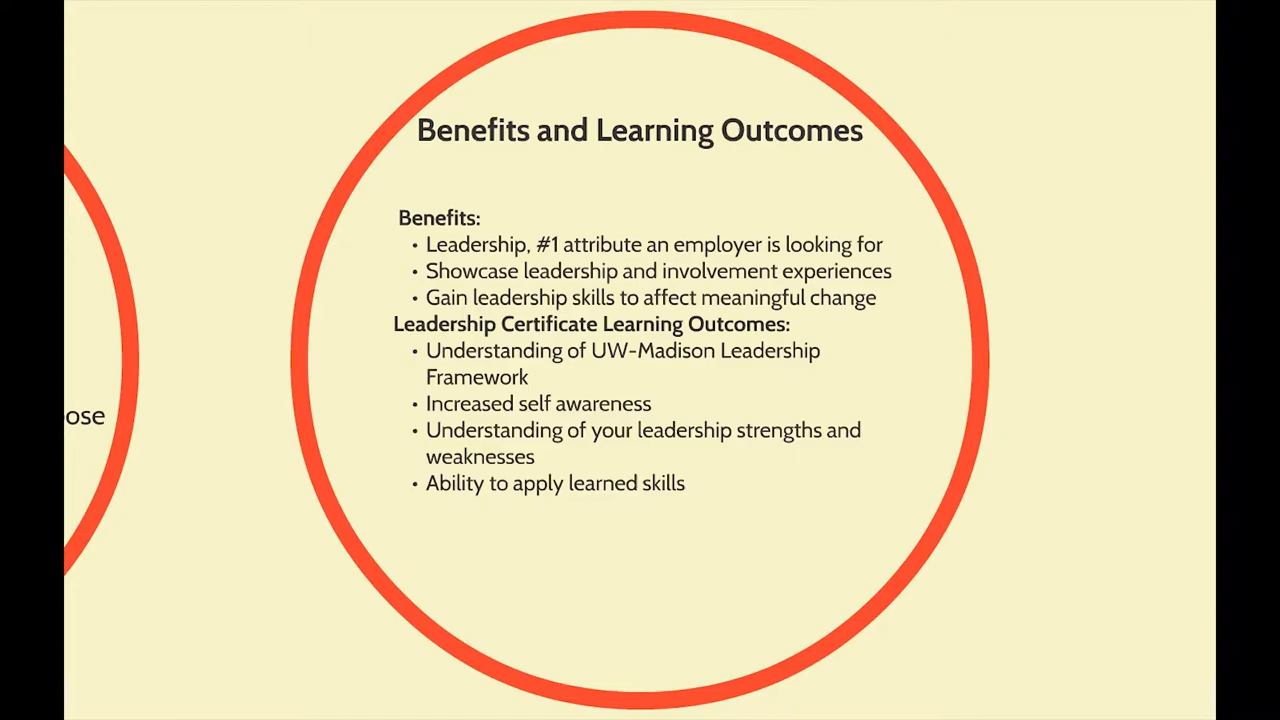 Benefits and Learning Outcomes
Benefits:
• Leadership, #1 attribute an employer is looking for
• Showcase leadership and involvement experiences
• Gain leadership skills to affect meaningful change
Leadership Certificate Learning Outcomes:
• Understanding of UW-Madison Leadership
Framework
• Increased self awareness
• Understanding of your leadership strengths and
weaknesses
• Ability to apply learned skills